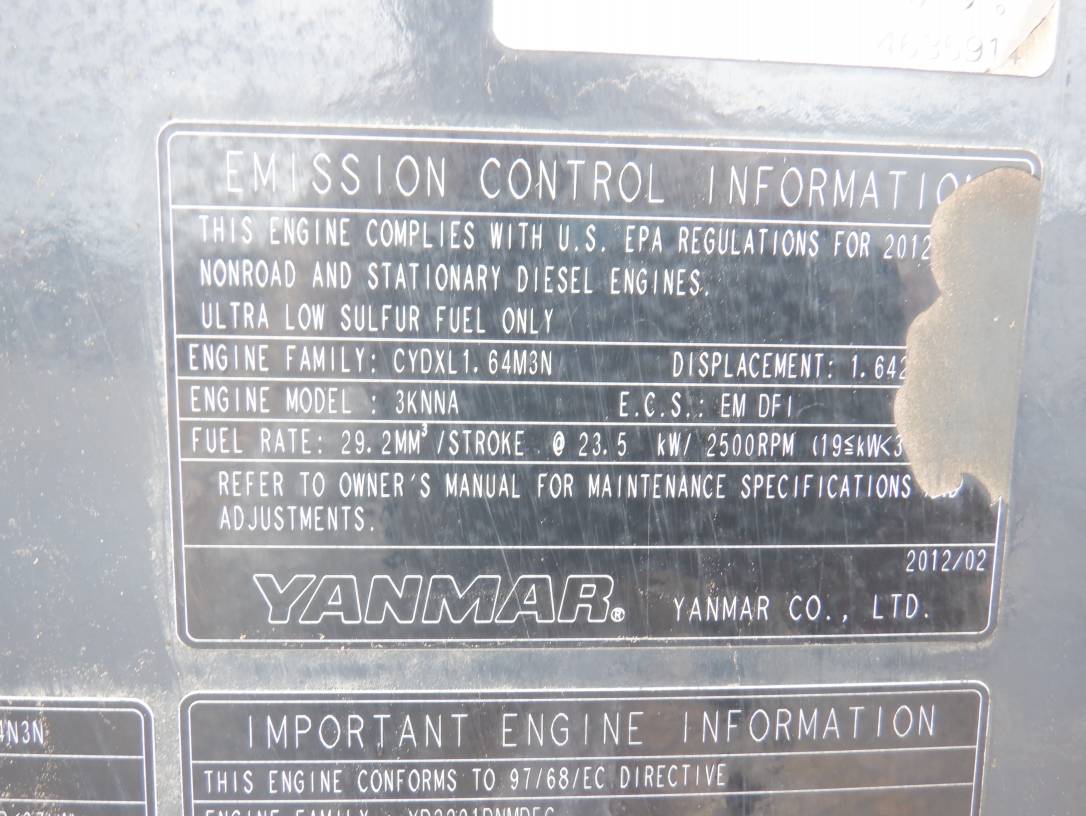 EMISSION CONTROL
THIS ENGINE COMPLIES WITH U.S. EPA REGULATIONS FOR 2012
NONROAD AND STATIONARY DIESEL ENGINES.
ULTRA LOW SULFUR FUEL ONLY
ENGINE FAMILY: CYDXL1.64M3N DISPLACEMENT: 1.642
ENGINE MODEL : 3KNNA E.C.S.: EM DFI
FUEL RATE: 29.2MM³/STROKE @ 23.5 kW/ 2500RPM (19≦kW<3
REFER TO OWNER'S MANUAL FOR MAINTENANCE SPECIFICATIONS
ADJUSTMENTS.
2012/02
YANMAR® YANMAR CO., LTD.
IMPORTANT ENGINE INFORMATION
THIS ENGINE CONFORMS TO 97/68/EC DIRECTIVE
ENGINE FAMILY :